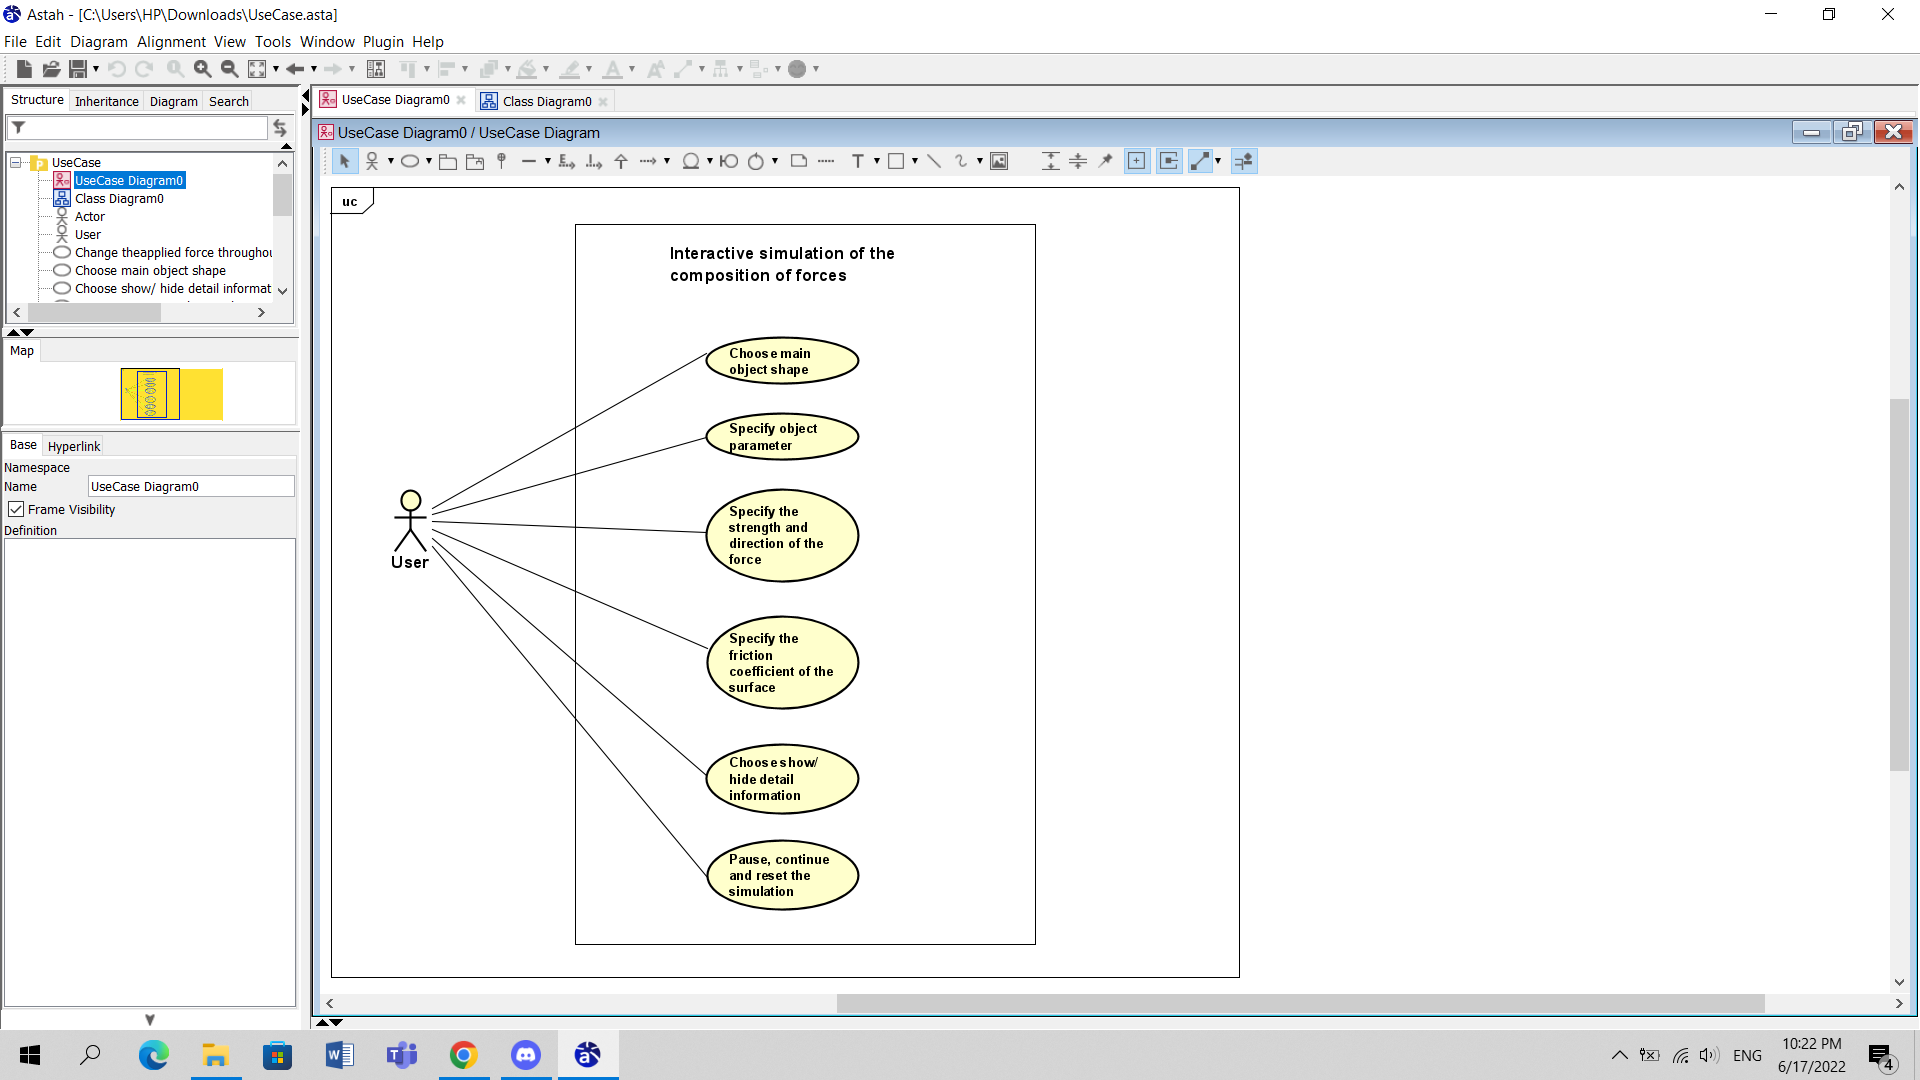 Astah - [C:\Users\HP\Downloads\UseCase.asta]
File Edit Diagram Alignment View Tools Window Plugin Help
Structure Inheritance Diagram Search
UseCase Diagram0 Class Diagram0
UseCase Diagram0 / UseCase Diagram
UseCase
UseCase Diagram0
Class Diagram0
Actor
User
Change theapplied force throughou
Choose main object shape
Choose show/ hide detail informat
Map
Base Hyperlink
Namespace
Name UseCase Diagram0
Frame Visibility
Definition
uc
Interactive simulation of the
composition of forces
Choose main
object shape
Specify object
parameter
Specify the
strength and
direction of the
force
User
Specify the
friction
coefficient of the
surface
Choose show/
hide detail
information
Pause, continue
and reset the
simulation
ENG
10:22 PM
6/17/2022
4